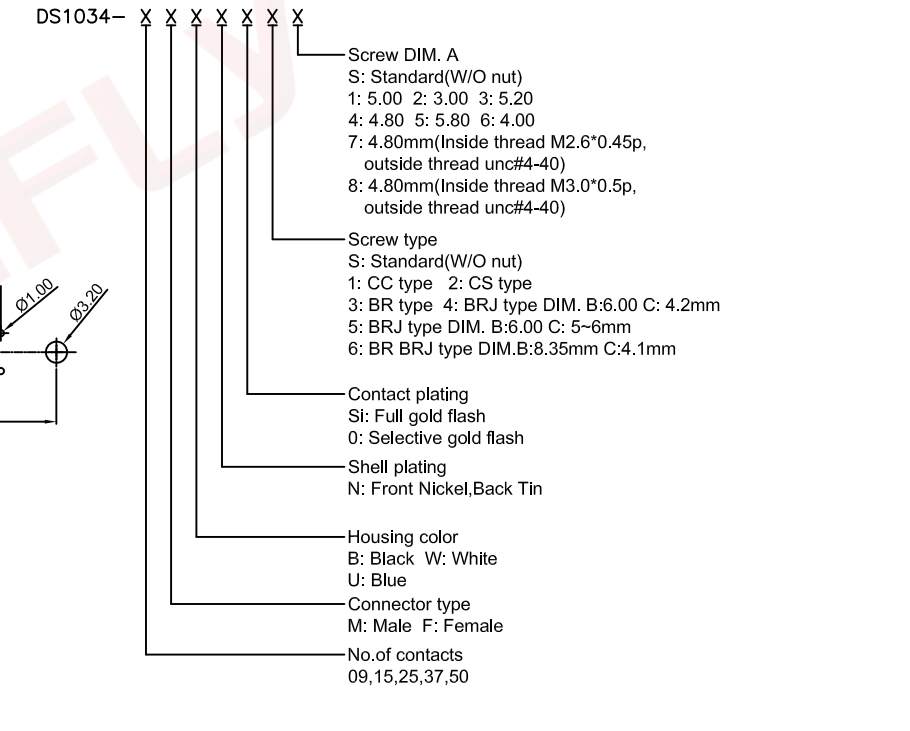 DS1034- X X X X X X X
Screw DIM. A
S: Standard(W/O nut)
1: 5.00 2: 3.00 3: 5.20
4: 4.80 5: 5.80 6: 4.00
7: 4.80mm(Inside thread M2.6*0.45p,
outside thread unc#4-40)
8: 4.80mm(Inside thread M3.0*0.5p,
outside thread unc#4-40)
Screw type
S: Standard(W/O nut)
1: CC type 2: CS type
3: BR type 4: BRJ type DIM. B:6.00 C: 4.2mm
5: BRJ type DIM. B:6.00 C: 5~6mm
6: BR BRJ type DIM.B:8.35mm C:4.1mm
Ø1.00
Ø3.20
Contact plating
Si: Full gold flash
0: Selective gold flash
Shell plating
N: Front Nickel,Back Tin
Housing color
B: Black W: White
U: Blue
Connector type
M: Male F: Female
No.of contacts
09,15,25,37,50